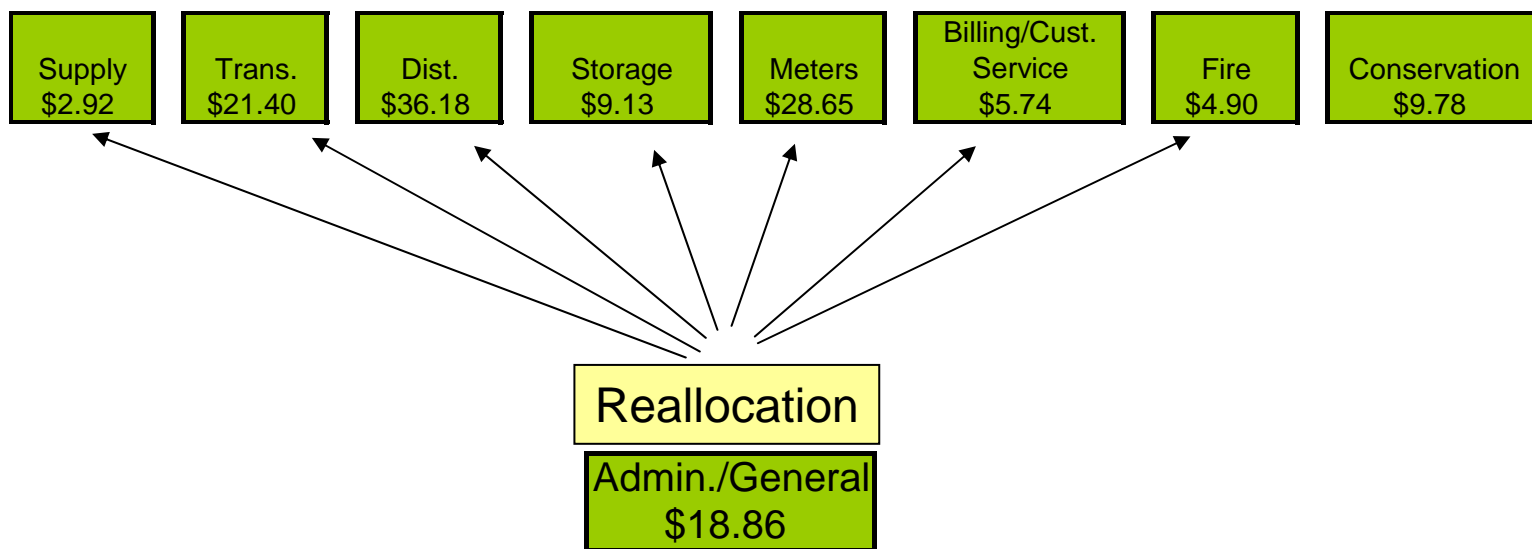 Supply
$2.92
Trans.
$21.40
Dist.
$36.18
Storage
$9.13
Meters
$28.65
Billing/Cust.
Service
$5.74
Fire
$4.90
Conservation
$9.78
Reallocation
Admin./General
$18.86